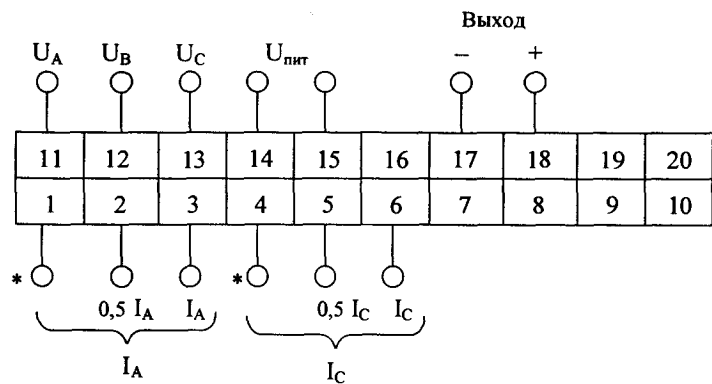 Выход
U_A U_B U_C U_пит − +
11 12 13 14 15 16 17 18 19 20
1 2 3 4 5 6 7 8 9 10
* 0,5 I_A I_A * 0,5 I_C I_C
I_A I_C